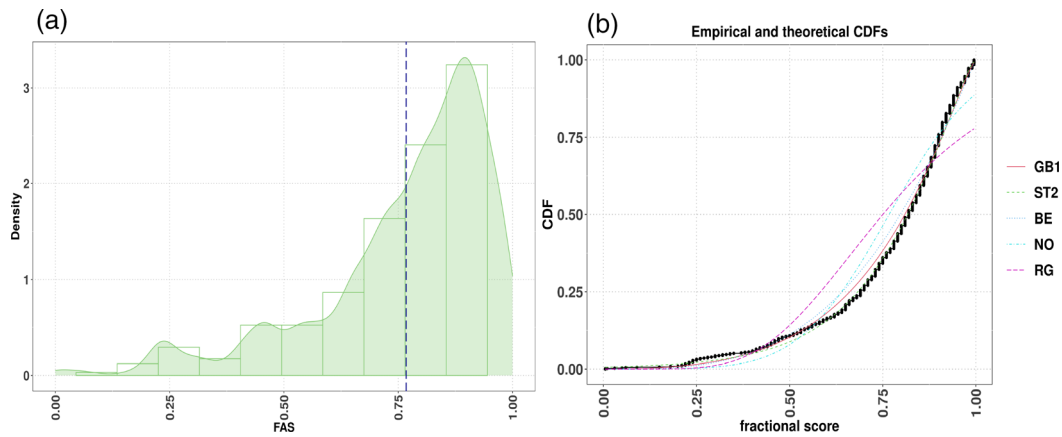 (a)
3
2
1
0
Density
0.00
0.25
0.50
0.75
1.00
FAS
(b)
Empirical and theoretical CDFs
1.00
0.75
0.50
0.25
0.00
CDF
0.00
0.25
0.50
0.75
1.00
fractional score
GB1
ST2
BE
NO
RG